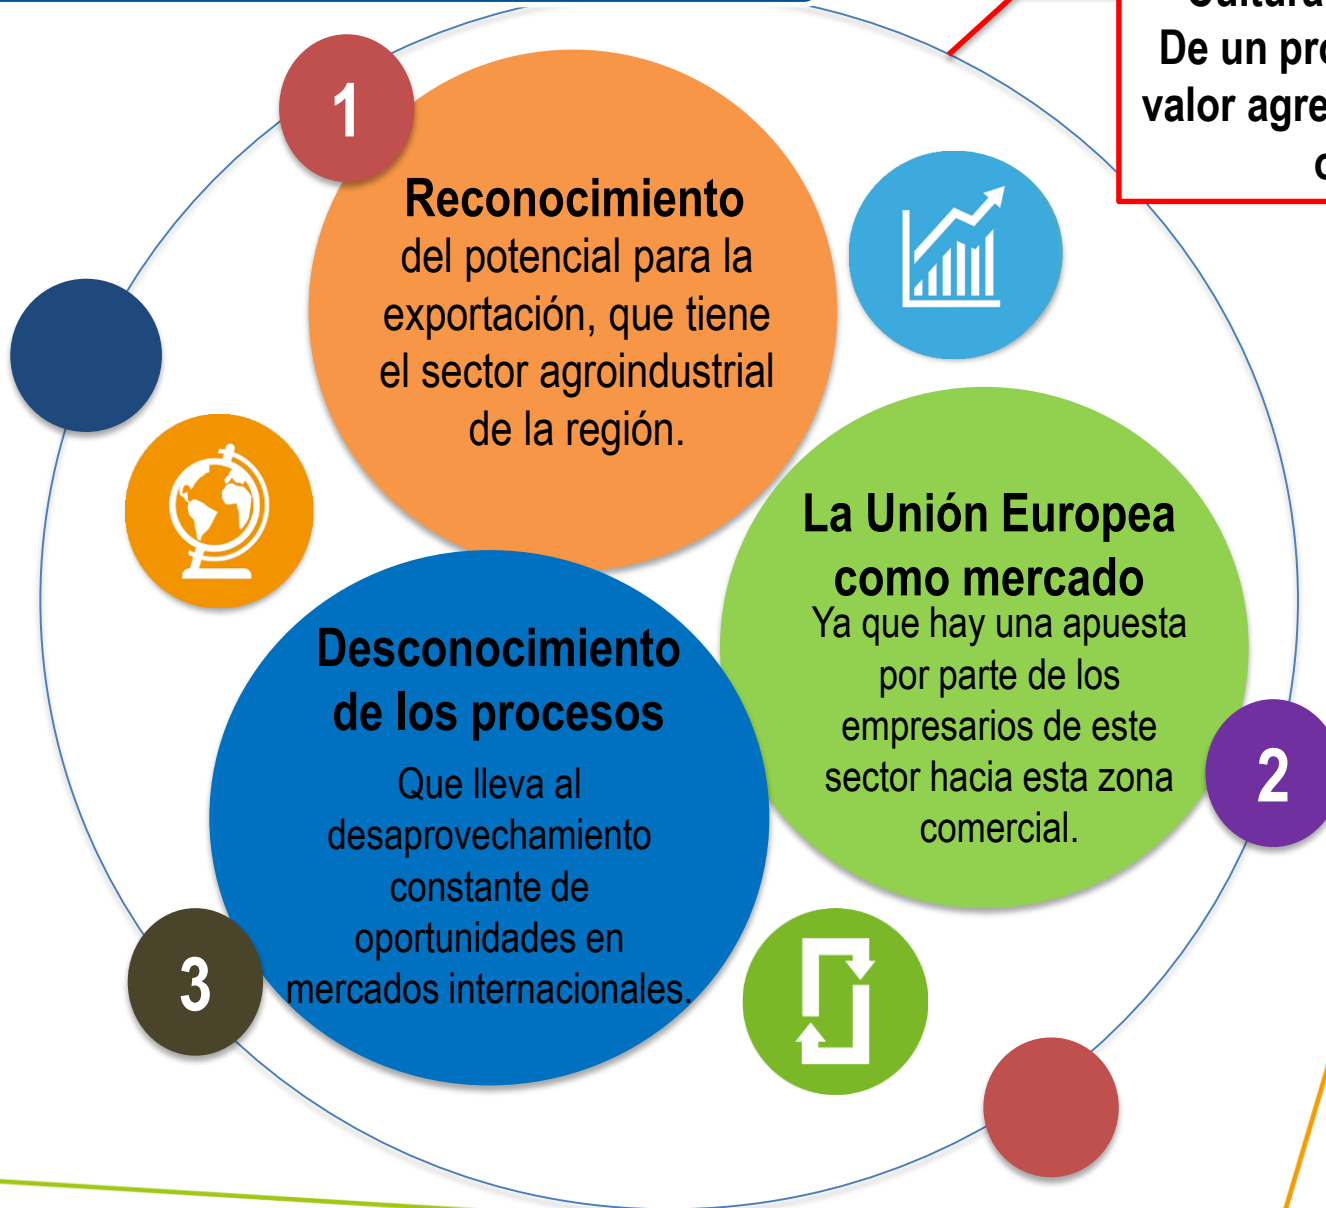 De un
valor
1
Reconocimiento
del potencial para la
exportación, que tiene
el sector agroindustrial
de la región.
La Unión Europea
como mercado
Ya que hay una apuesta
por parte de los
empresarios de este
sector hacia esta zona
comercial.
2
Desconocimiento
de los procesos
Que lleva al
desaprovechamiento
constante de
oportunidades en
mercados internacionales.
3